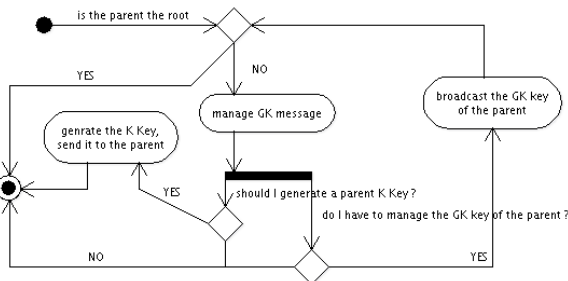 is the parent the root
YES
NO
manage GK message
broadcast the GK key
of the parent
genrate the K Key,
send it to the parent
YES
should I generate a parent K Key ?
do I have to manage the GK key of the parent ?
NO
YES